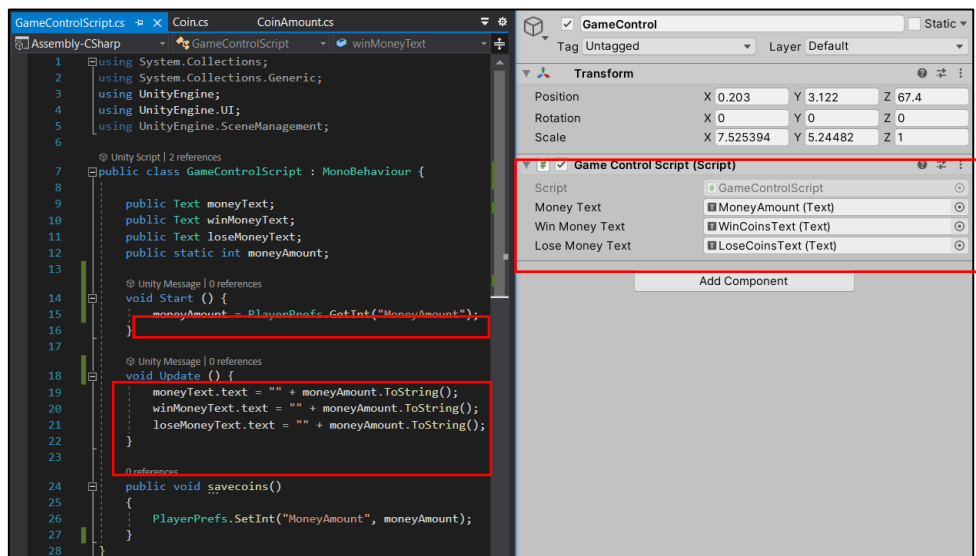 GameControlScript.cs Coin.cs CoinAmount.cs
Assembly-CSharp GameControlScript winMoneyText
1 using System.Collections;
2 using System.Collections.Generic;
3 using UnityEngine;
4 using UnityEngine.UI;
5 using UnityEngine.SceneManagement;
6
Unity Script | 2 references
7 public class GameControlScript : MonoBehaviour {
8
9 public Text moneyText;
10 public Text winMoneyText;
11 public Text loseMoneyText;
12 public static int moneyAmount;
13
Unity Message | 0 references
14 void Start () {
15 moneyAmount = PlayerPrefs.GetInt("MoneyAmount");
16 }
17
Unity Message | 0 references
18 void Update () {
19 moneyText.text = "" + moneyAmount.ToString();
20 winMoneyText.text = "" + moneyAmount.ToString();
21 loseMoneyText.text = "" + moneyAmount.ToString();
22 }
23
0 references
24 public void savecoins()
25 {
26 PlayerPrefs.SetInt("MoneyAmount", moneyAmount);
27 }
28 }
GameControl Static
Tag Untagged Layer Default
Transform
Position X 0.203 Y 3.122 Z 67.4
Rotation X 0 Y 0 Z 0
Scale X 7.525394 Y 5.24482 Z 1
# Game Control Script (Script)
Script # GameControlScript
Money Text T MoneyAmount (Text)
Win Money Text T WinCoinsText (Text)
Lose Money Text T LoseCoinsText (Text)
Add Component